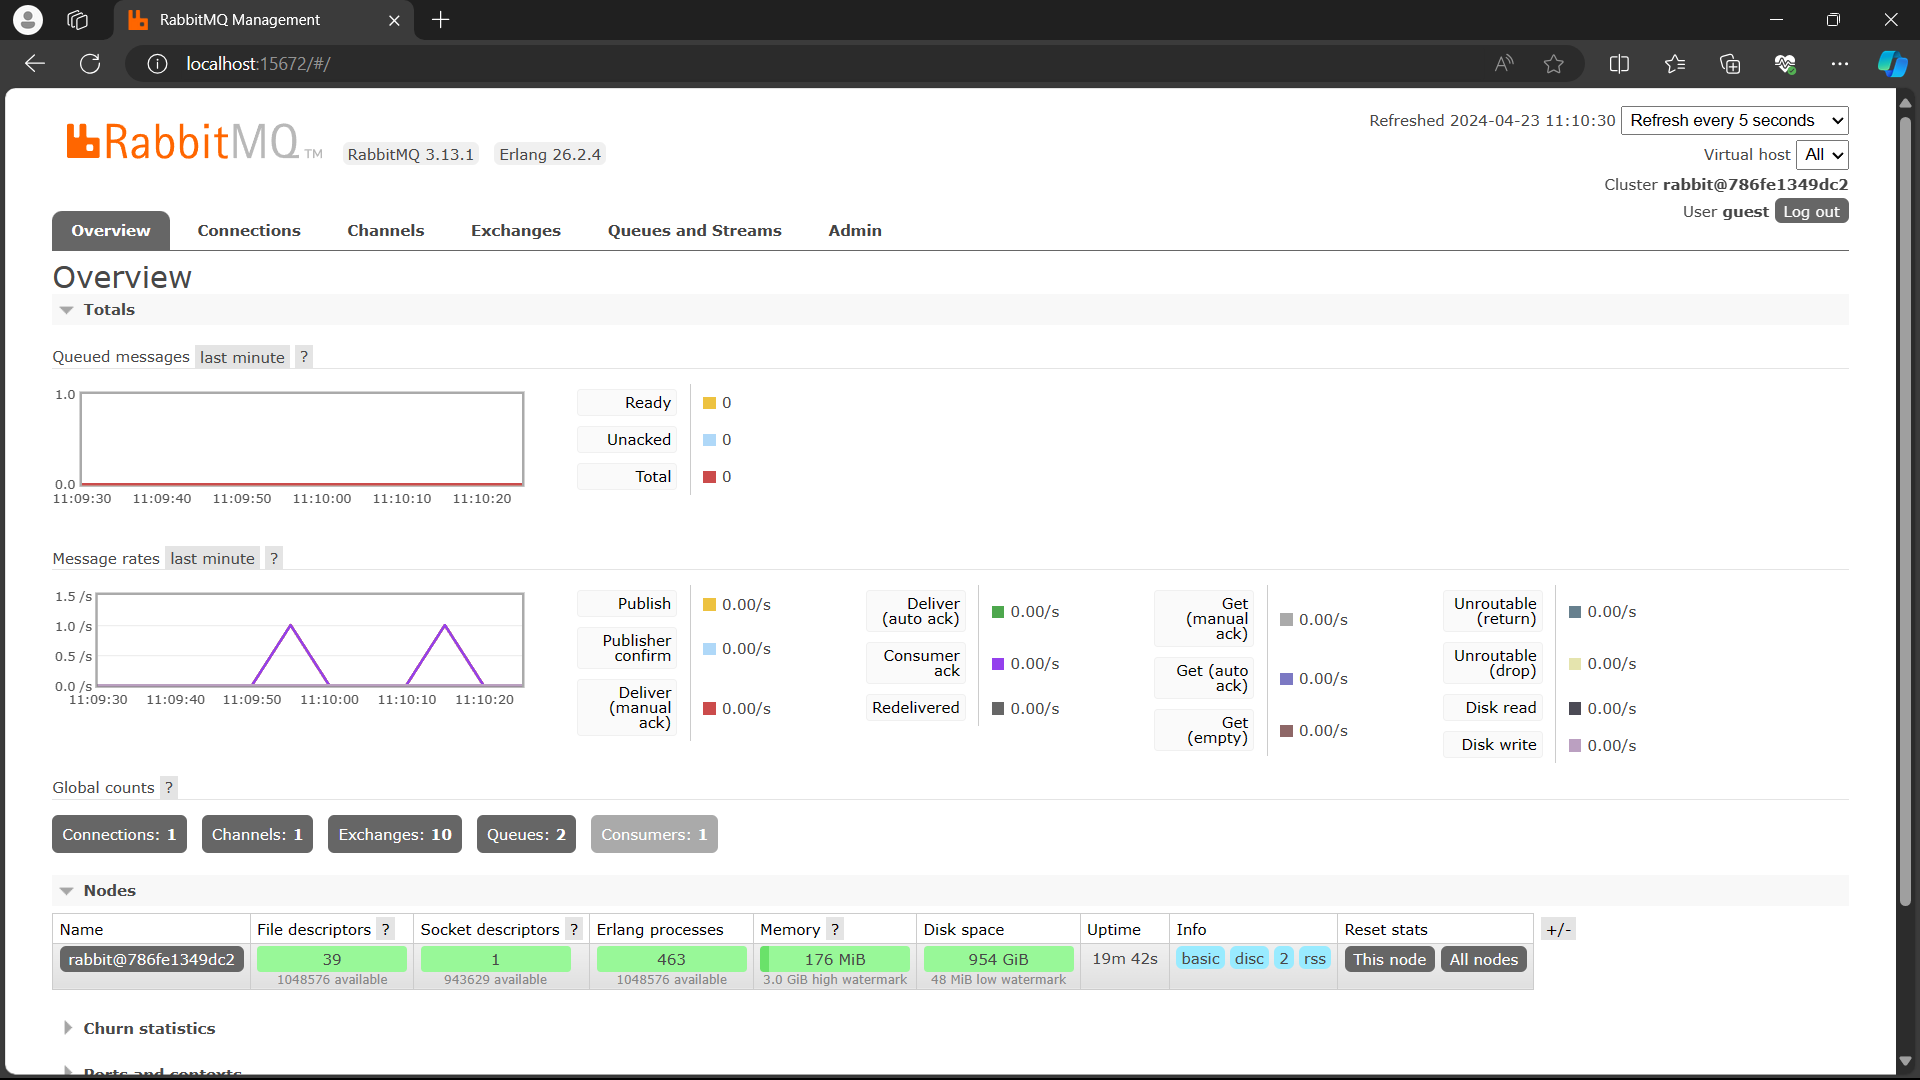 RabbitMQ Management
localhost:15672/#/
RabbitMQ TM
RabbitMQ 3.13.1 Erlang 26.2.4
Refreshed 2024-04-23 11:10:30 Refresh every 5 seconds
Virtual host All
Cluster rabbit@786fe1349dc2
User guest Log out
Overview Connections Channels Exchanges Queues and Streams Admin
Overview
Totals
Queued messages last minute ?
1.0
0.0
11:09:30 11:09:40 11:09:50 11:10:00 11:10:10 11:10:20
Ready 0
Unacked 0
Total 0
Message rates last minute ?
1.5 /s
1.0 /s
0.5 /s
0.0 /s
11:09:30 11:09:40 11:09:50 11:10:00 11:10:10 11:10:20
Publish 0.00/s
Publisher
confirm 0.00/s
Deliver
(manual
ack) 0.00/s
Deliver
(auto ack) 0.00/s
Consumer
ack 0.00/s
Redelivered 0.00/s
Get
(manual
ack) 0.00/s
Get (auto
ack) 0.00/s
Get
(empty) 0.00/s
Unroutable
(return) 0.00/s
Unroutable
(drop) 0.00/s
Disk read 0.00/s
Disk write 0.00/s
Global counts ?
Connections: 1 Channels: 1 Exchanges: 10 Queues: 2 Consumers: 1
Nodes
Name File descriptors ? Socket descriptors ? Erlang processes Memory ? Disk space Uptime Info Reset stats +/-
rabbit@786fe1349dc2 39 1 463 176 MiB 954 GiB 19m 42s basic disc 2 rss This node All nodes
1048576 available 943629 available 1048576 available 3.0 GiB high watermark 48 MiB low watermark
Churn statistics
Ports and contexts